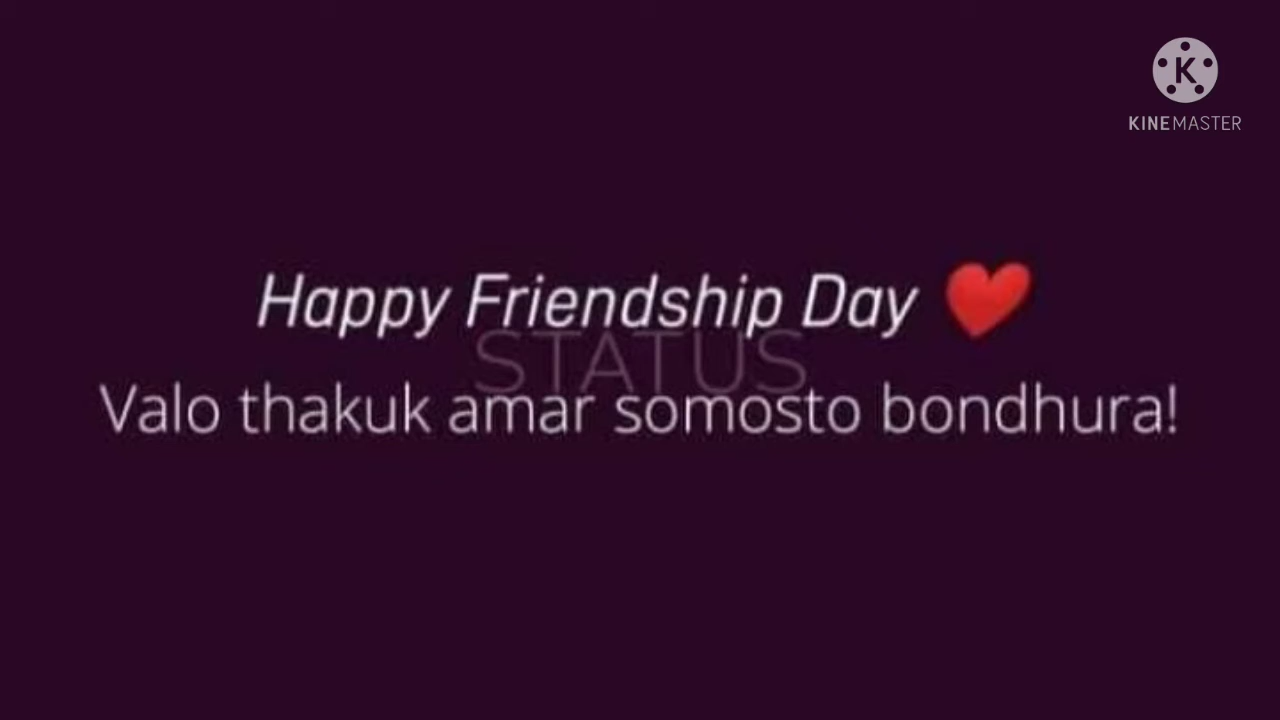 KINEMASTER
Happy Friendship Day ❤️
STATUS
Valo thakuk amar somosto bondhura!